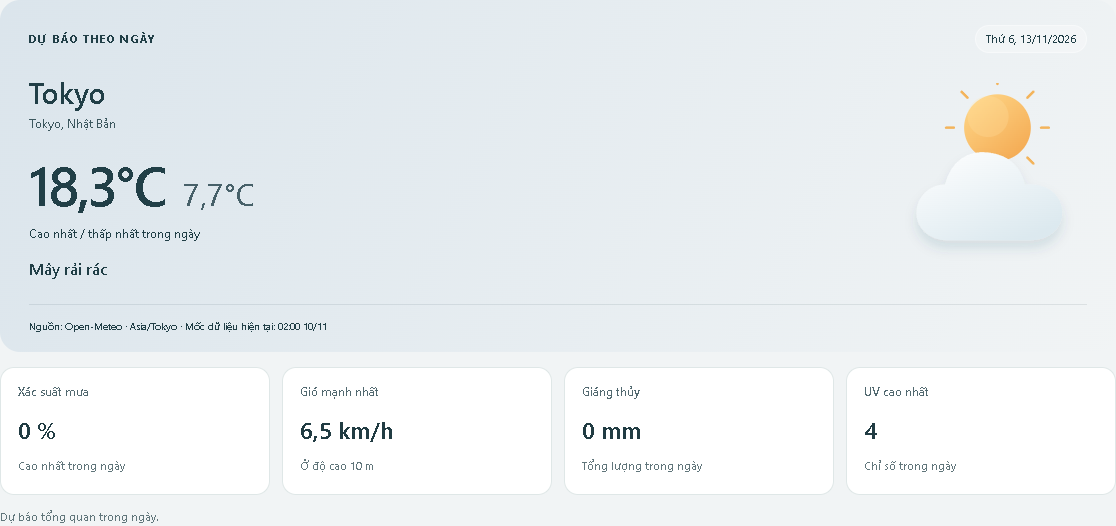 DỰ BÁO THEO NGÀY
Thứ 6, 13/11/2026
Tokyo
Tokyo, Nhật Bản
18,3°C 7,7°C
Cao nhất / thấp nhất trong ngày
Mây rải rác
Nguồn: Open-Meteo · Asia/Tokyo · Mốc dữ liệu hiện tại: 02:00 10/11
Xác suất mưa
0 %
Cao nhất trong ngày
Gió mạnh nhất
6,5 km/h
Ở độ cao 10 m
Giáng thủy
0 mm
Tổng lượng trong ngày
UV cao nhất
4
Chỉ số trong ngày
Dự báo tổng quan trong ngày.